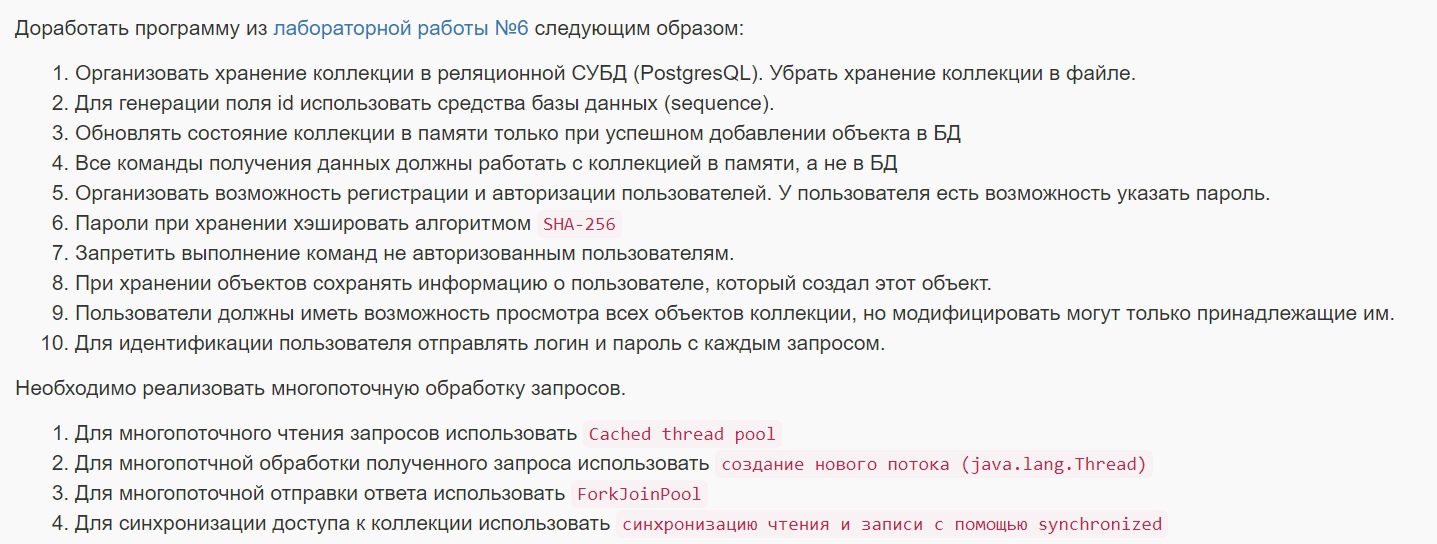 Доработать программу из лабораторной работы №6 следующим образом:
1. Организовать хранение коллекции в реляционной СУБД (PostgresQL). Убрать хранение коллекции в файле.
2. Для генерации поля id использовать средства базы данных (sequence).
3. Обновлять состояние коллекции в памяти только при успешном добавлении объекта в БД
4. Все команды получения данных должны работать с коллекцией в памяти, а не в БД
5. Организовать возможность регистрации и авторизации пользователей. У пользователя есть возможность указать пароль.
6. Пароли при хранении хэшировать алгоритмом SHA-256
7. Запретить выполнение команд не авторизованным пользователям.
8. При хранении объектов сохранять информацию о пользователе, который создал этот объект.
9. Пользователи должны иметь возможность просмотра всех объектов коллекции, но модифицировать могут только принадлежащие им.
10. Для идентификации пользователя отправлять логин и пароль с каждым запросом.
Необходимо реализовать многопоточную обработку запросов.
1. Для многопоточного чтения запросов использовать Cached thread pool
2. Для многопотчной обработки полученного запроса использовать создание нового потока (java.lang.Thread)
3. Для многопоточной отправки ответа использовать ForkJoinPool
4. Для синхронизации доступа к коллекции использовать синхронизацию чтения и записи с помощью synchronized